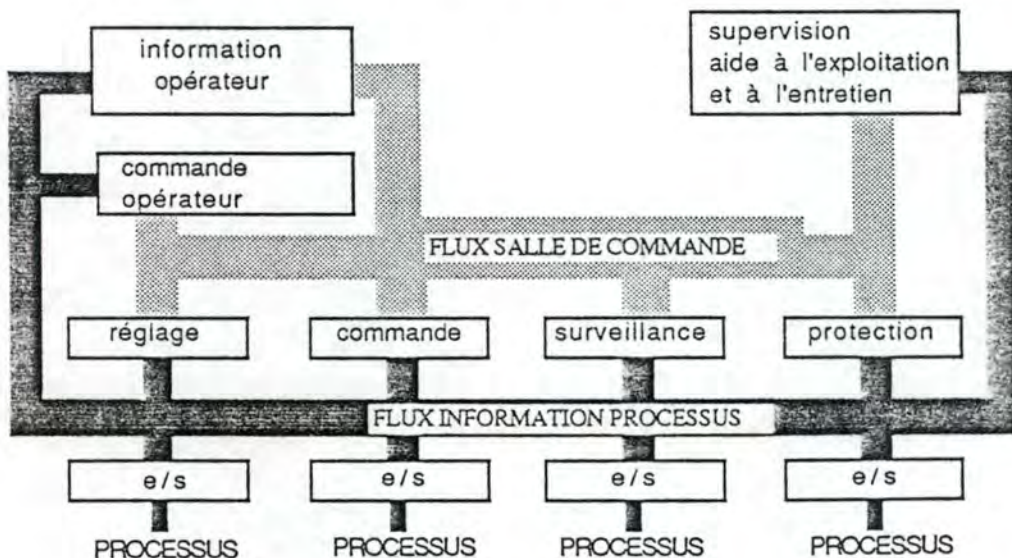 information
opérateur
supervision
aide à l'exploitation
et à l'entretien
commande
opérateur
FLUX SALLE DE COMMANDE
réglage
commande
surveillance
protection
FLUX INFORMATION PROCESSUS
e/s
e/s
e/s
e/s
PROCESSUS
PROCESSUS
PROCESSUS
PROCESSUS